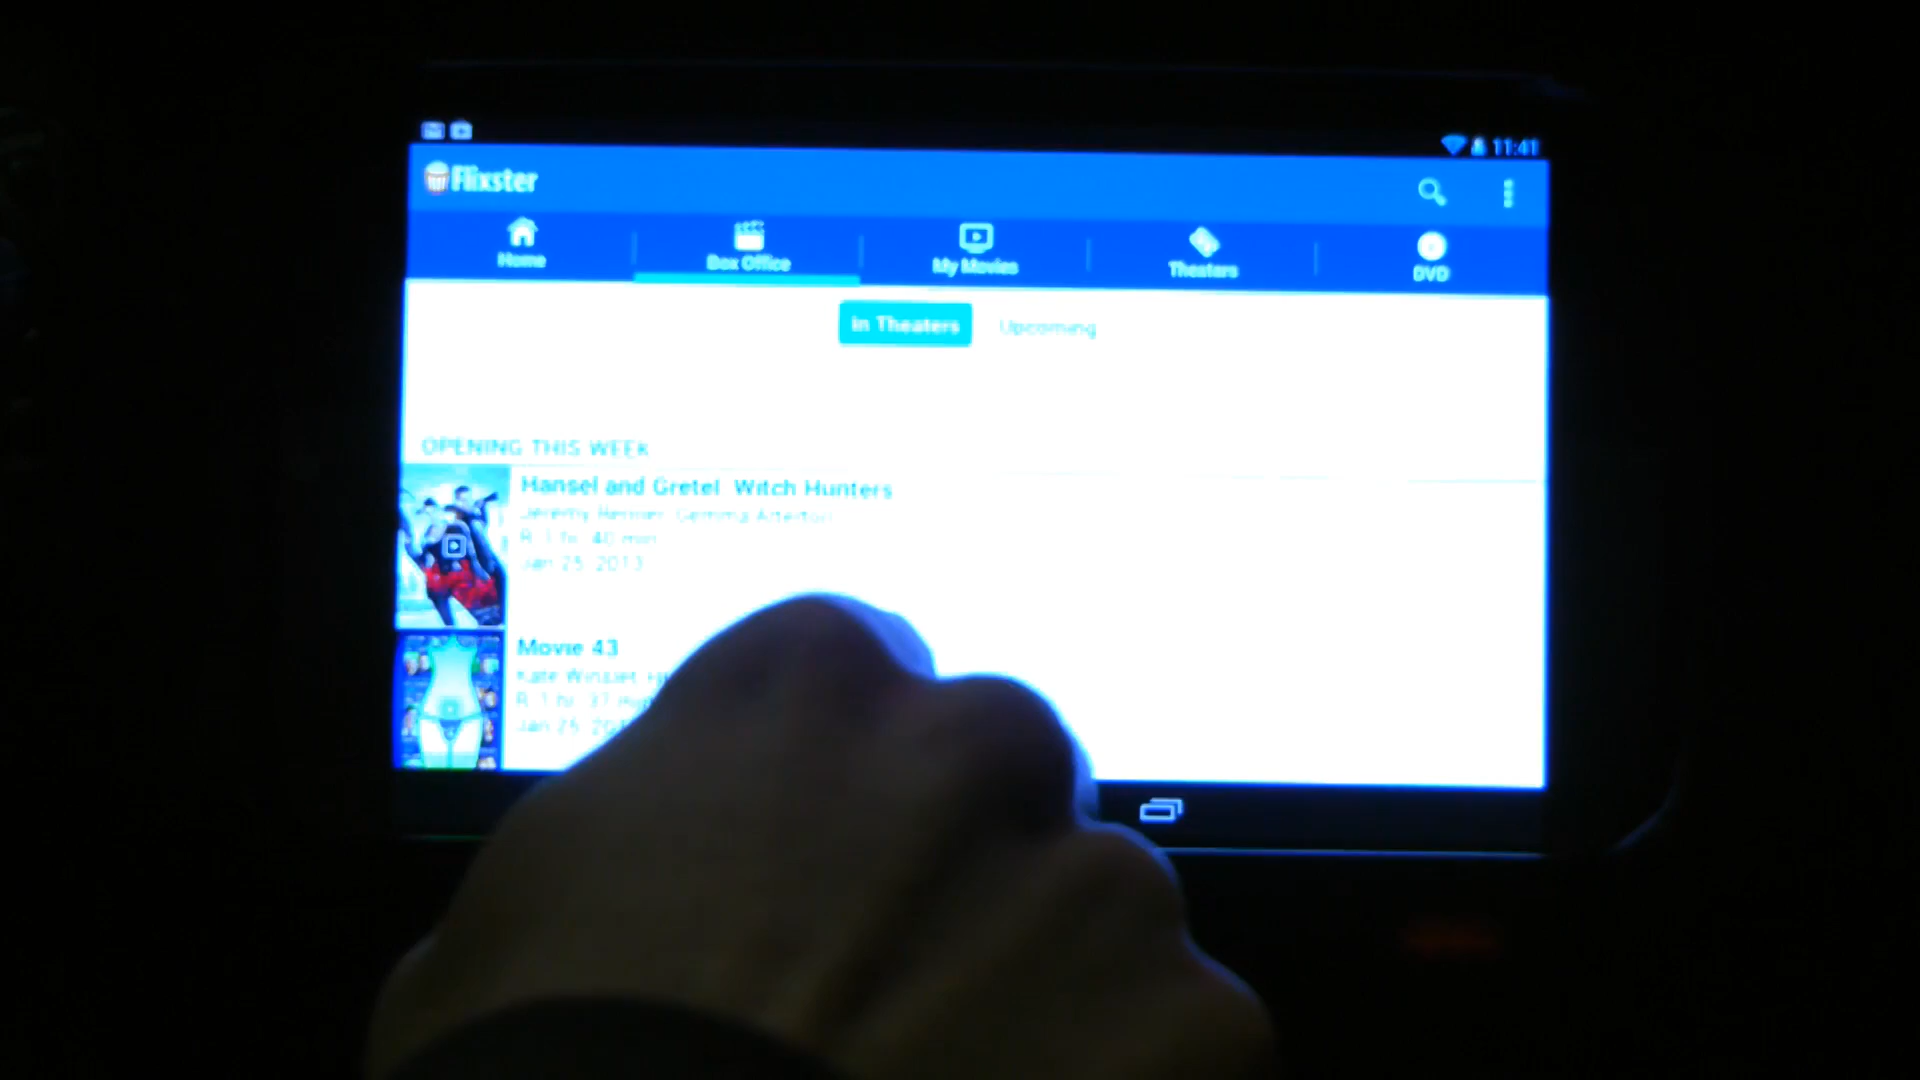 11:41
Flixster
Home
Box Office
My Movies
Theaters
DVD
In Theaters
Upcoming
OPENING THIS WEEK
Hansel and Gretel Witch Hunters
Jeremy Renner, Gemma Arterton
R, 1 hr. 40 min
Jan 25, 2013
Movie 43
Kate Winslet,
R, 1 hr. 37
Jan 25,